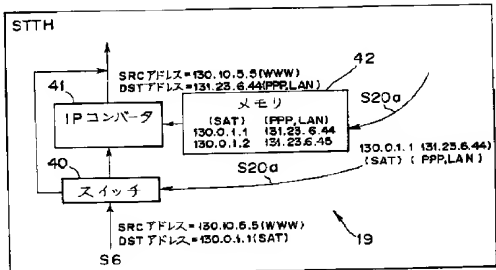 STTH
41
SRCアドレス=130.10.5.5(WWW)
DSTアドレス=131.23.6.44(PPP,LAN)
42
IPコンバータ
メモリ
(SAT) (PPP,LAN)
130.0.1.1 131.23.6.44
130.0.1.2 131.23.6.45
S20a
40
スイッチ
S20a
130.0.1.1 131.23.6.44)
(SAT) (PPP,LAN)
SRCアドレス=130.10.5.5(WWW)
DSTアドレス=130.0.1.1(SAT)
S6
19